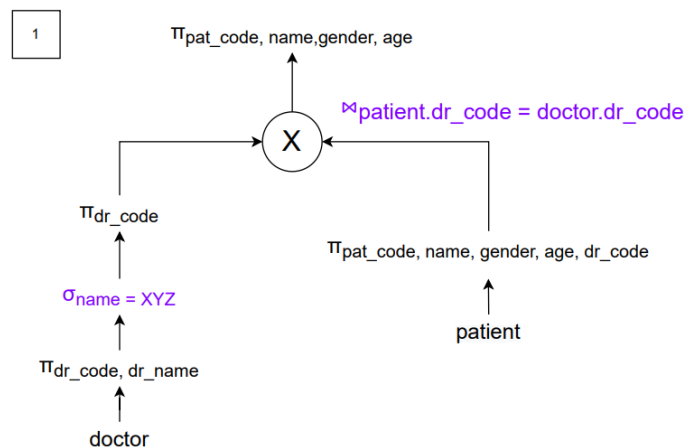 1
πpat_code, name,gender, age
⋈patient.dr_code = doctor.dr_code
X
πdr_code
πpat_code, name, gender, age, dr_code
σname = XYZ
patient
πdr_code, dr_name
doctor